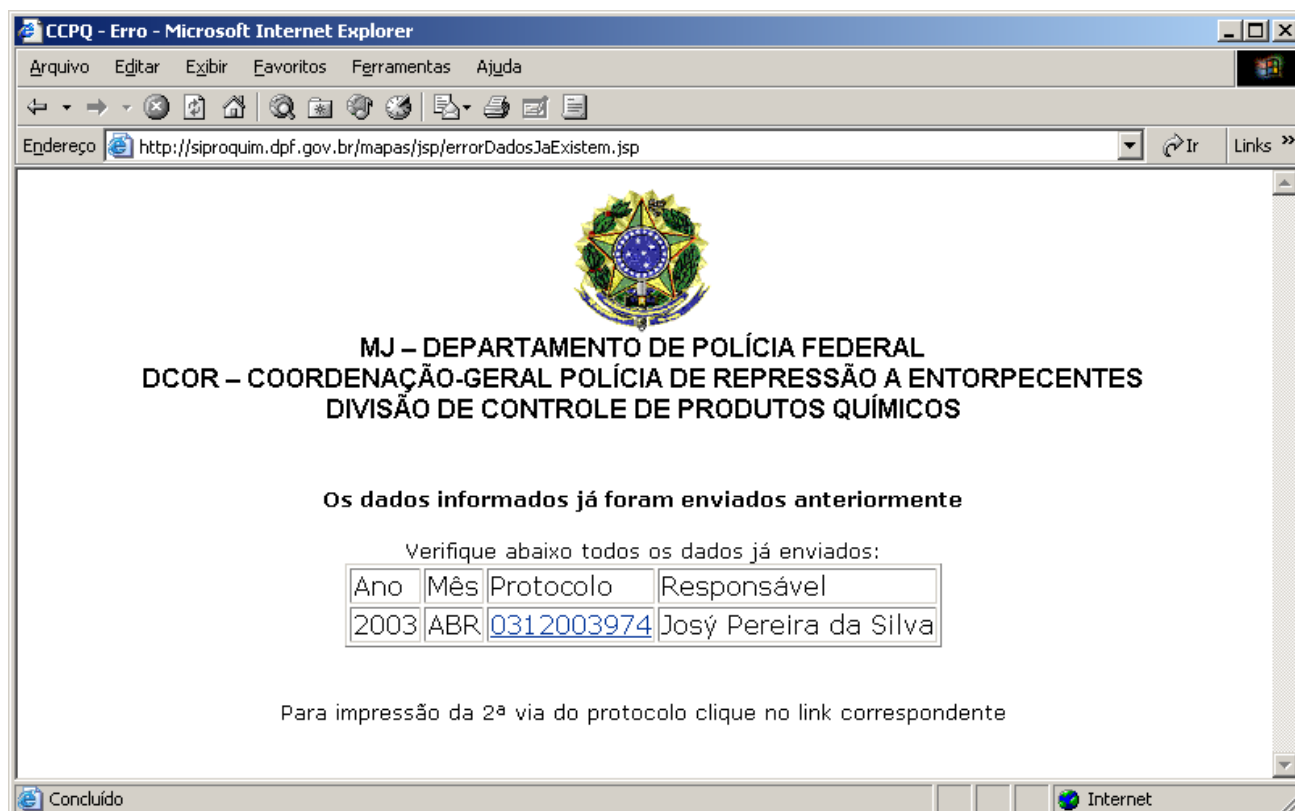 CCPQ - Erro - Microsoft Internet Explorer
Arquivo Editar Exibir Favoritos Ferramentas Ajuda
Endereço http://siproquim.dpf.gov.br/mapas/jsp/errorDadosJaExistem.jsp Ir Links »
MJ – DEPARTAMENTO DE POLÍCIA FEDERAL
DCOR – COORDENAÇÃO-GERAL POLÍCIA DE REPRESSÃO A ENTORPECENTES
DIVISÃO DE CONTROLE DE PRODUTOS QUÍMICOS
Os dados informados já foram enviados anteriormente
Verifique abaixo todos os dados já enviados:
Ano Mês Protocolo Responsável
2003 ABR 0312003974 Josý Pereira da Silva
Para impressão da 2ª via do protocolo clique no link correspondente
Concluído Internet